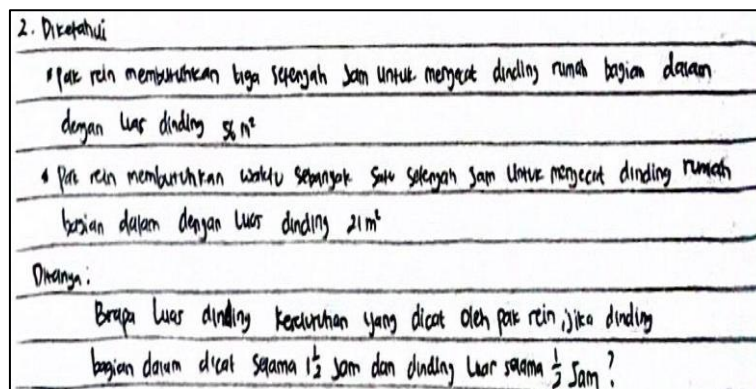 2. Diketahui
• pak rein membutuhkan tiga setengah Jam untuk mengecat dinding rumah bagian dalam
dengan luas dinding 56 m²
• Pak rein membutuhkan waktu sebanyak satu setengah Jam untuk mengecat dinding rumah
bagian dalam dengan luas dinding 21 m²
Ditanya:
Brapa Luas dinding keseluruhan yang dicat oleh pak rein, jika dinding
bagian dalam dicat selama 1½ Jam dan dinding Luar selama ½ Jam?